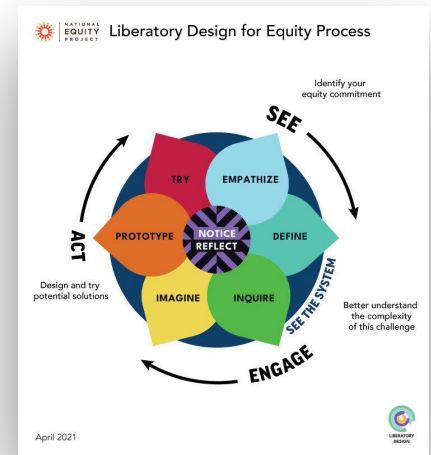 NATIONAL
EQUITY
PROJECT
Liberatory Design for Equity Process
Identify your
equity commitment
SEE
TRY
EMPATHIZE
ACT
PROTOTYPE
NOTICE
REFLECT
DEFINE
Design and try
potential solutions
IMAGINE
INQUIRE
SEE THE SYSTEM
Better understand
the complexity
of this challenge
ENGAGE
April 2021
LIBERATORY
DESIGN